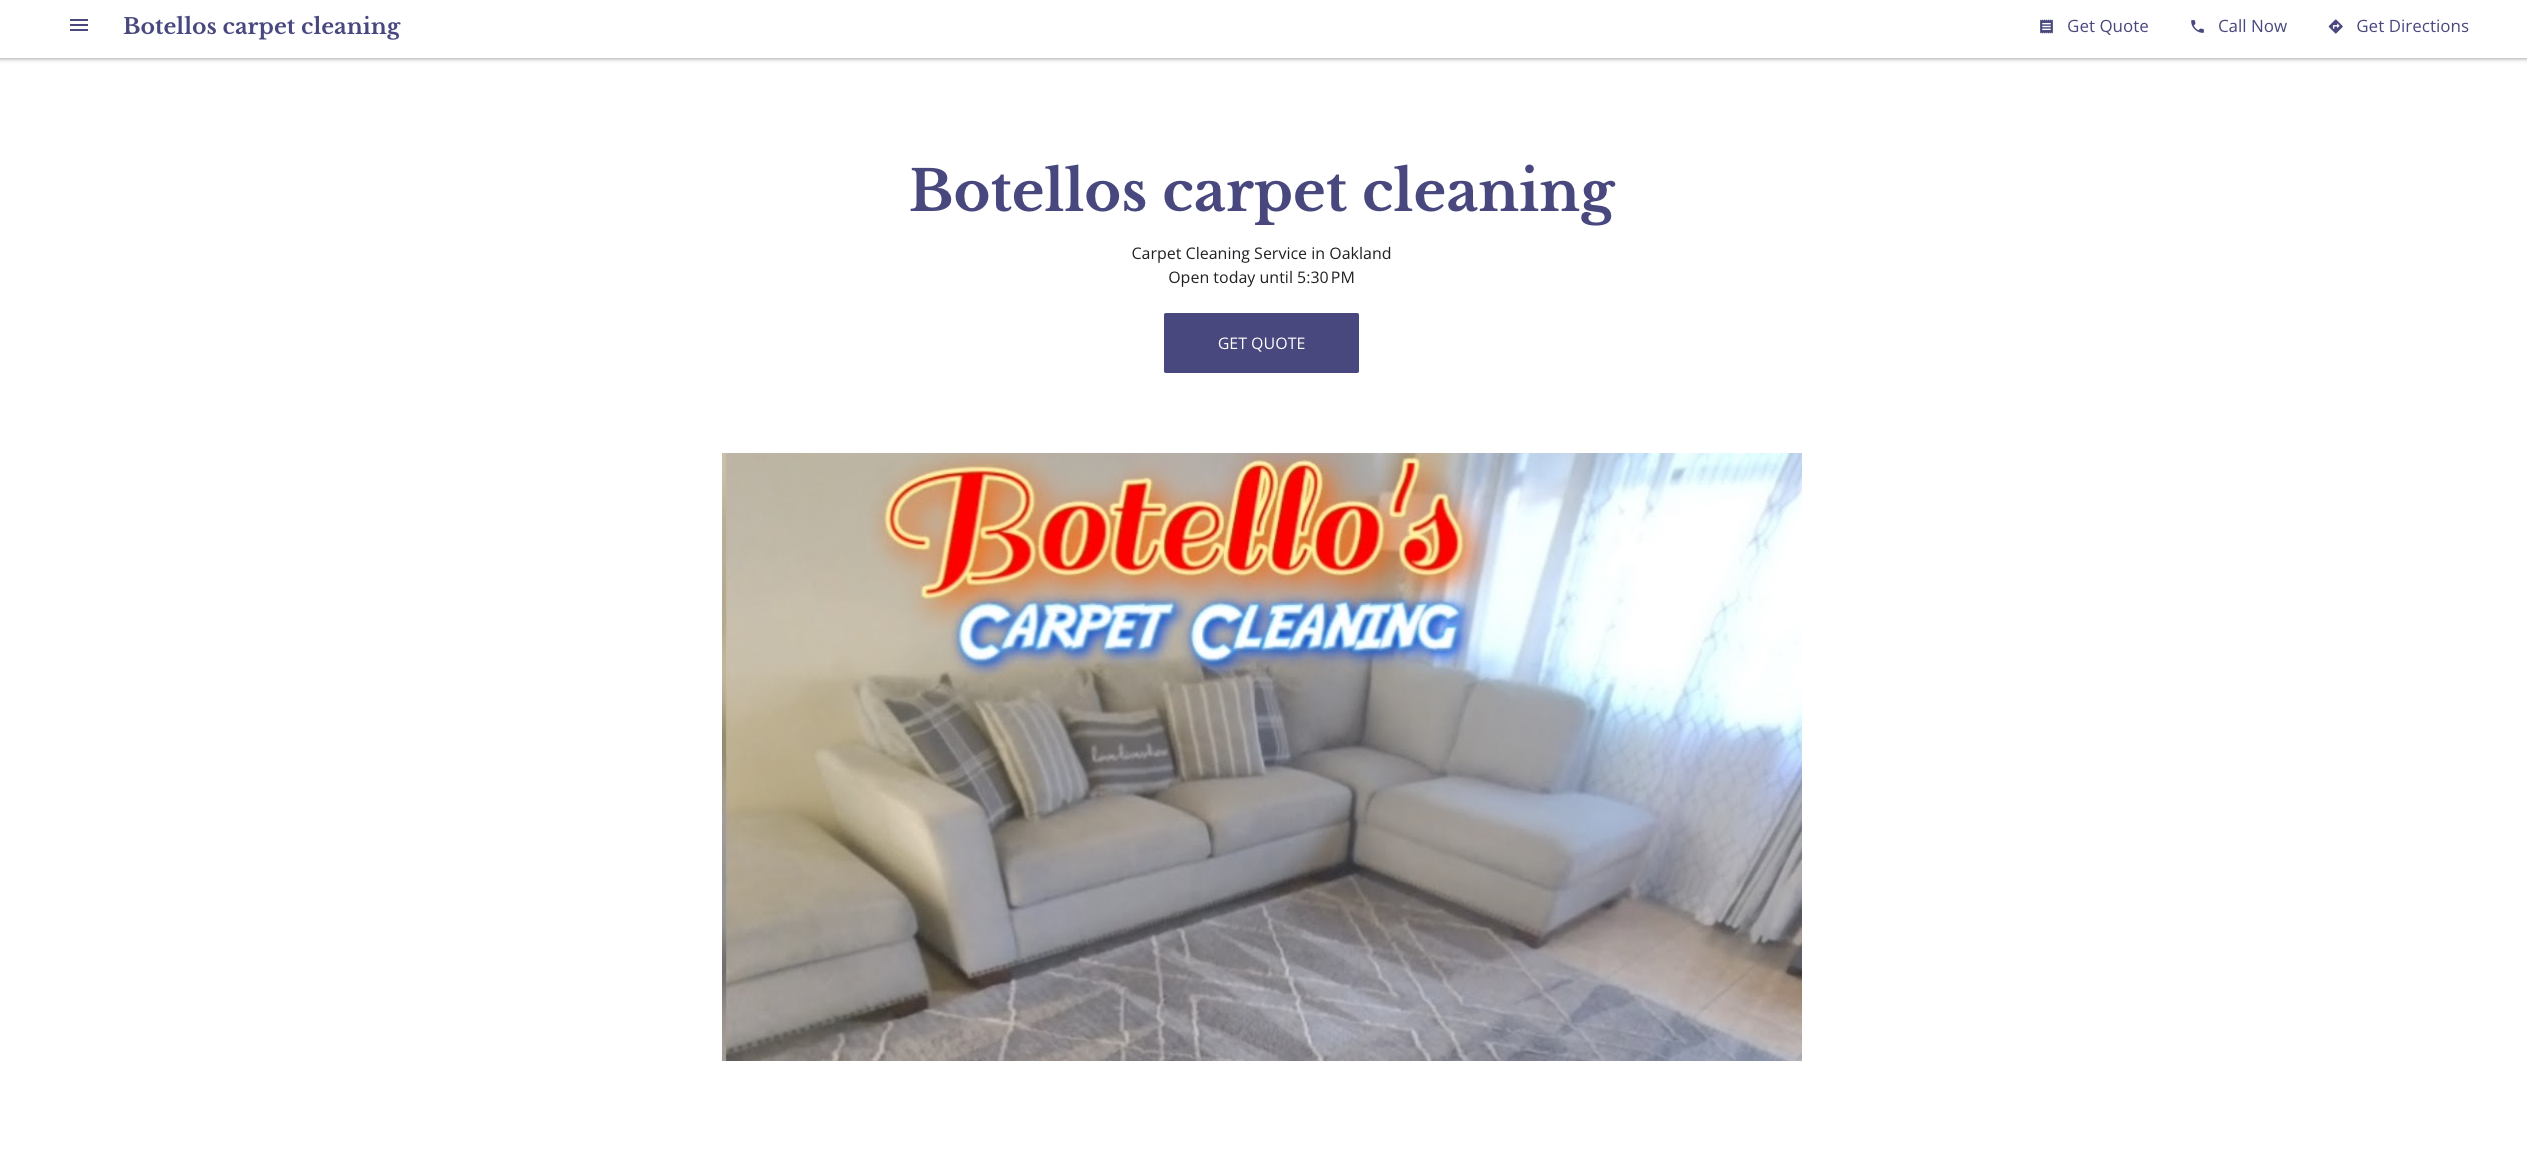 Botellos carpet cleaning
Get Quote
Call Now
Get Directions
Botellos carpet cleaning
Carpet Cleaning Service in Oakland
Open today until 5:30 PM
GET QUOTE
Botello's
CARPET CLEANING